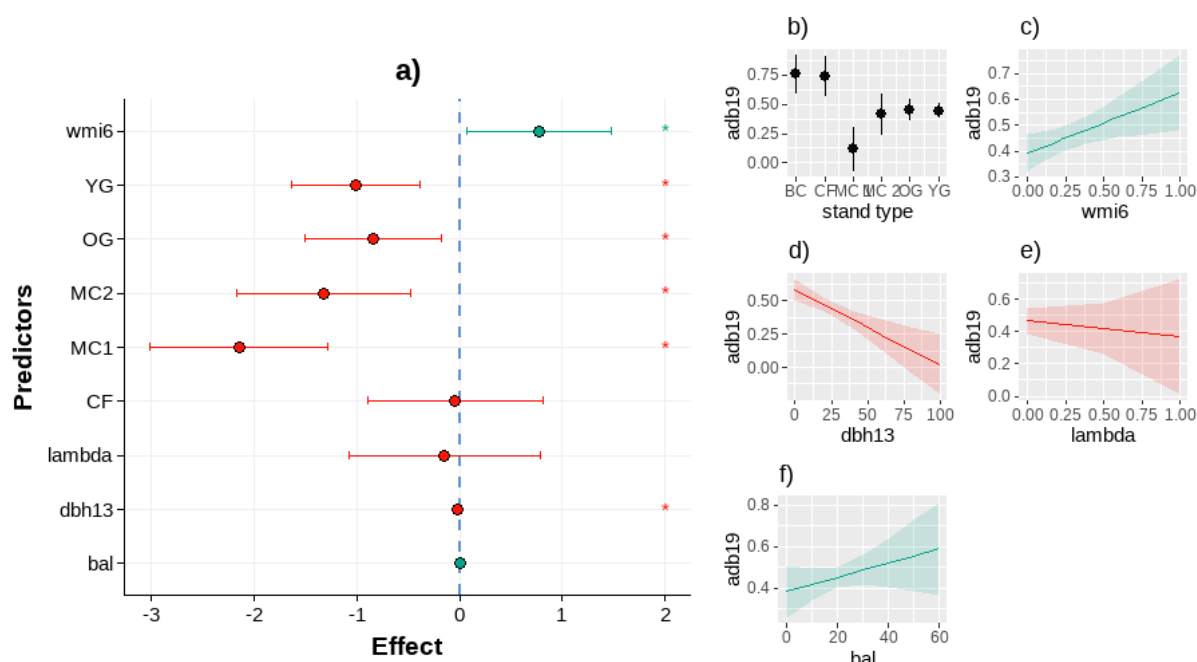 a)
wmi6
YG
OG
MC2
MC1
CF
lambda
dbh13
bal
Predictors
-3 -2 -1 0 1 2
Effect
* * * * * *
b)
adb19
0.75
0.50
0.25
0.00
BC CF MC 1 MC 2 OG YG
stand type
c)
adb19
0.7
0.6
0.5
0.4
0.3
0.00 0.25 0.50 0.75 1.00
wmi6
d)
adb19
0.50
0.25
0.00
0 25 50 75 100
dbh13
e)
adb19
0.6
0.4
0.2
0.0
0.00 0.25 0.50 0.75 1.00
lambda
f)
adb19
0.8
0.6
0.4
0 20 40 60
bal